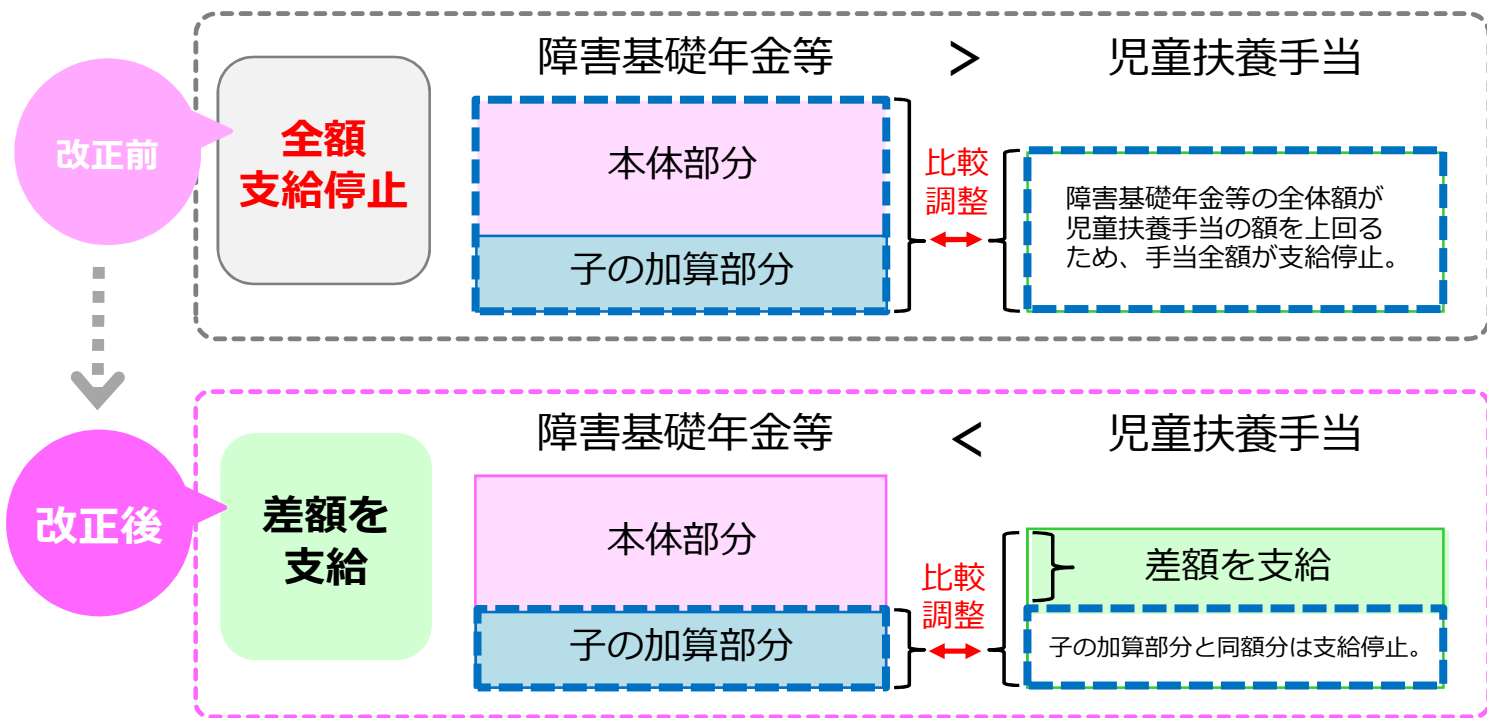 障害基礎年金等 > 児童扶養手当
改正前
全額
支給停止
本体部分
子の加算部分
比較
調整
障害基礎年金等の全体額が
児童扶養手当の額を上回る
ため、手当全額が支給停止。
障害基礎年金等 < 児童扶養手当
改正後
差額を
支給
本体部分
子の加算部分
比較
調整
差額を支給
子の加算部分と同額分は支給停止。